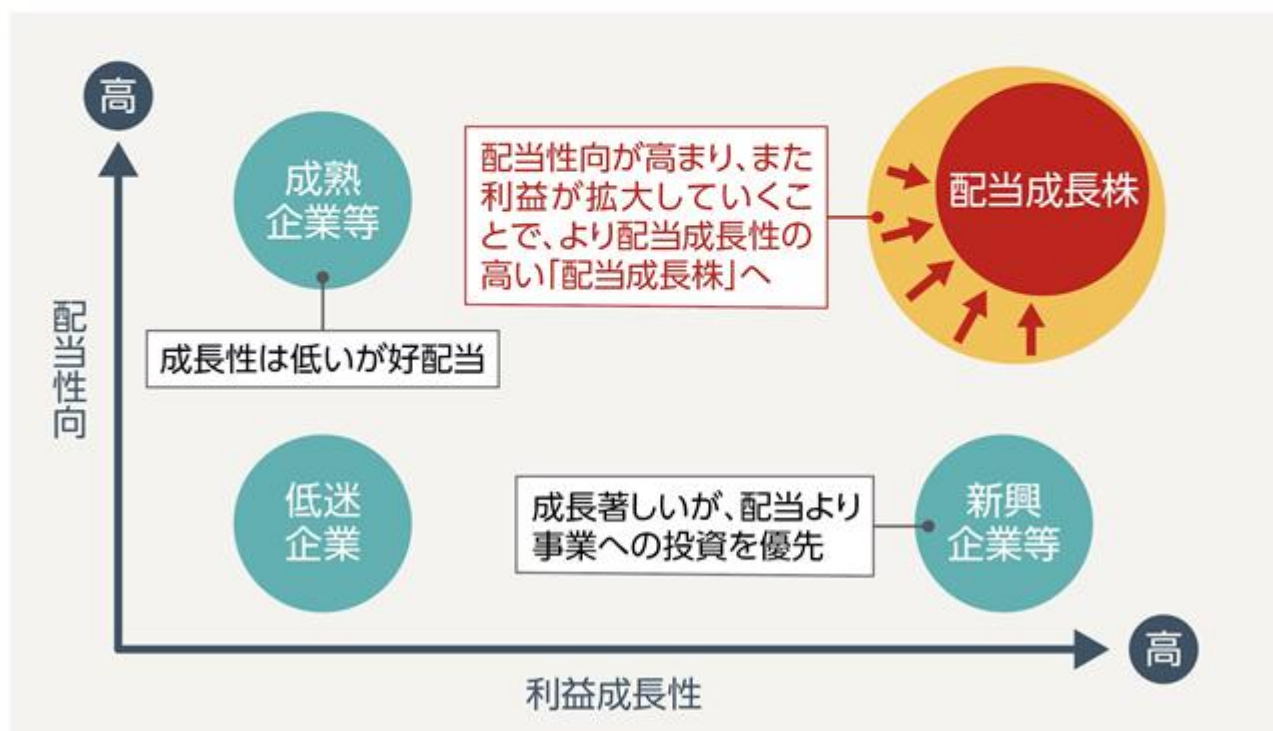 高
成熟
企業等
配当性向が高まり、また
利益が拡大していくこ
とで、より配当成長性の
高い「配当成長株」へ
配当成長株
成長性は低いが好配当
配当性向
低迷
企業
成長著しいが、配当より
事業への投資を優先
新興
企業等
高
利益成長性